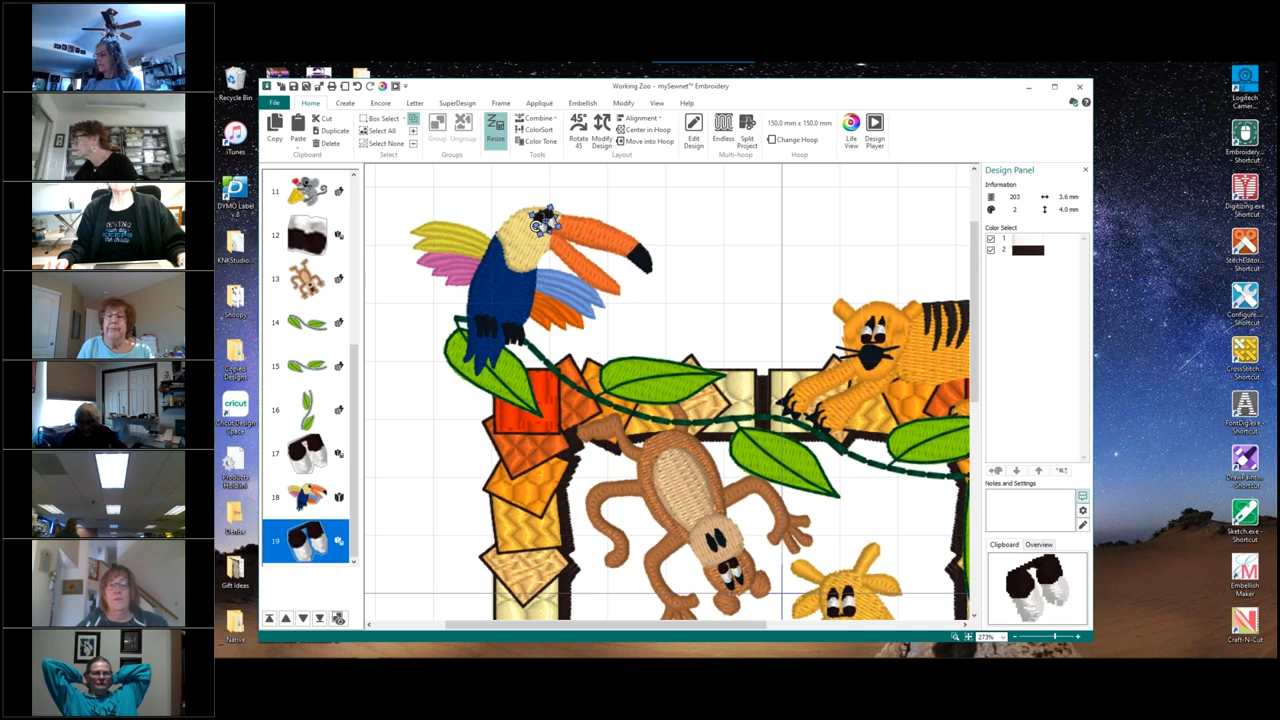 Working Zoo - mySewnet™ Embroidery
File Home Create Encore Letter SuperDesign Frame Appliqué Embellish Modify View Help
Copy Paste Cut Duplicate Delete Clipboard
Box Select Select All Select None Select
Group Ungroup Groups
Resize Combine ColorSort Color Tone Tools
Rotate 45 Modify Design Alignment Center in Hoop Move into Hoop Layout
Edit Design
Endless Split Project Multi-hoop
150.0 mm x 150.0 mm Change Hoop Hoop
Life View Design Player
11
12
13
14
15
16
17
18
19
Design Panel
Information
203 3.6 mm
2 4.0 mm
Color Select
1
2
Notes and Settings
Clipboard Overview
273%
Recycle Bin
iTunes
DYMO Label v.8
KNKStudio...
Snoopy
Copied Designs
cricut
Cricut Design Space
Products Holdini
Denise
Gift Ideas
Native
Logitech Camer...
Embroidery... - Shortcut
Digitizing.exe - Shortcut
StitchEditor... - Shortcut
Configure... - Shortcut
CrossStitch... - Shortcut
FontDig.exe - Shortcut
DrawPaint... - Shortcut
Sketch.exe - Shortcut
Embellish Maker
Craft-N-Cut